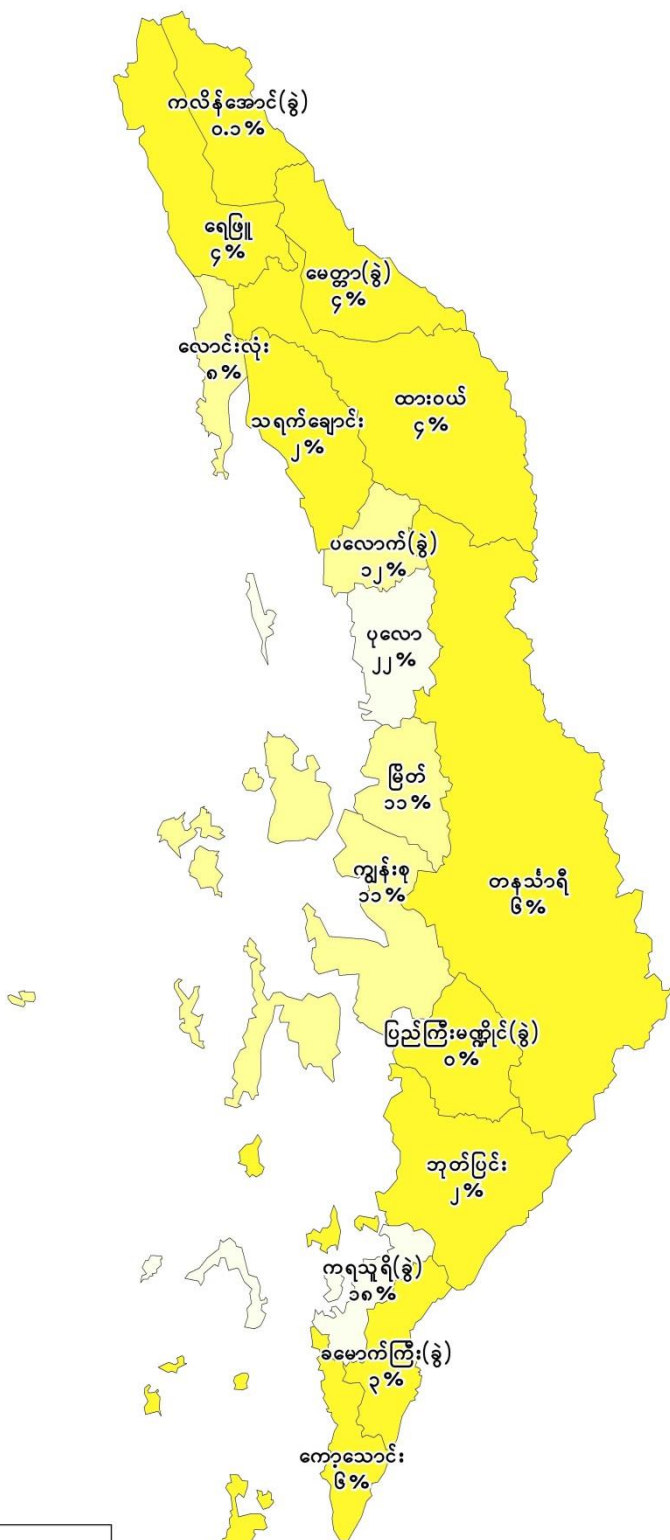 ကလိန်အောင်(ခွဲ)
၀.၁%
ရေဖြူ
၄%
မေတ္တာ(ခွဲ)
၄%
လောင်းလုံး
၈%
ထားဝယ်
၄%
သရက်ချောင်း
၂%
ပလောက်(ခွဲ)
၁၂%
ပုလော
၂၂%
မြိတ်
၁၁%
ကျွန်းစု
၁၁%
တနင်္သာရီ
၆%
ပြည်ကြီးမဏ္ဍိုင်(ခွဲ)
၀%
ဘုတ်ပြင်း
၂%
ကရသူရိ(ခွဲ)
၁၈%
ခမောက်ကြီး(ခွဲ)
၃%
ကော့သောင်း
၆%